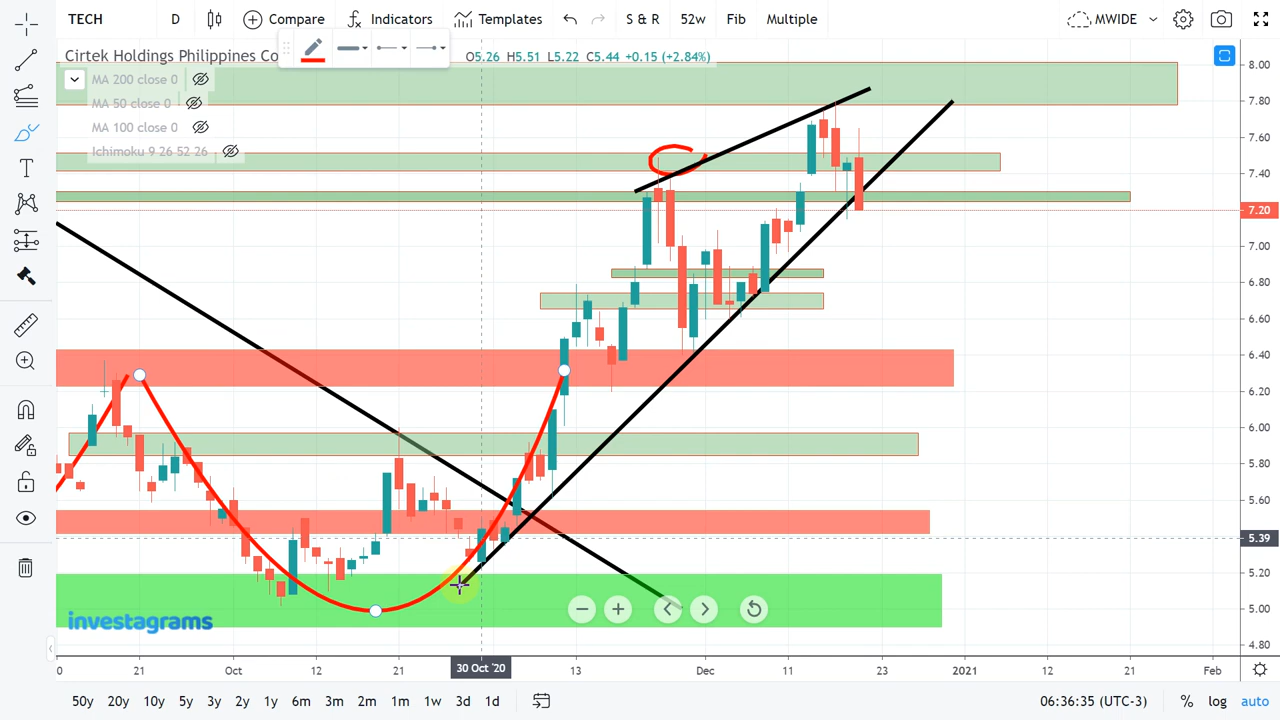 TECH D Compare Indicators Templates S & R 52w Fib Multiple MWIDE
Cirtek Holdings Philippines Co O5.26 H5.51 L5.22 C5.44 +0.15 (+2.84%)
MA 200 close 0
MA 50 close 0
MA 100 close 0
Ichimoku 9 26 52 26
8.00
7.80
7.60
7.40
7.20
7.00
6.80
6.60
6.40
6.20
6.00
5.80
5.60
5.39
5.20
5.00
4.80
investagrams
0 21 Oct 12 21 30 Oct '20 13 Dec 11 23 2021 12 21 Feb
50y 20y 10y 5y 3y 2y 1y 6m 3m 2m 1m 1w 3d 1d 06:36:35 (UTC-3) % log auto